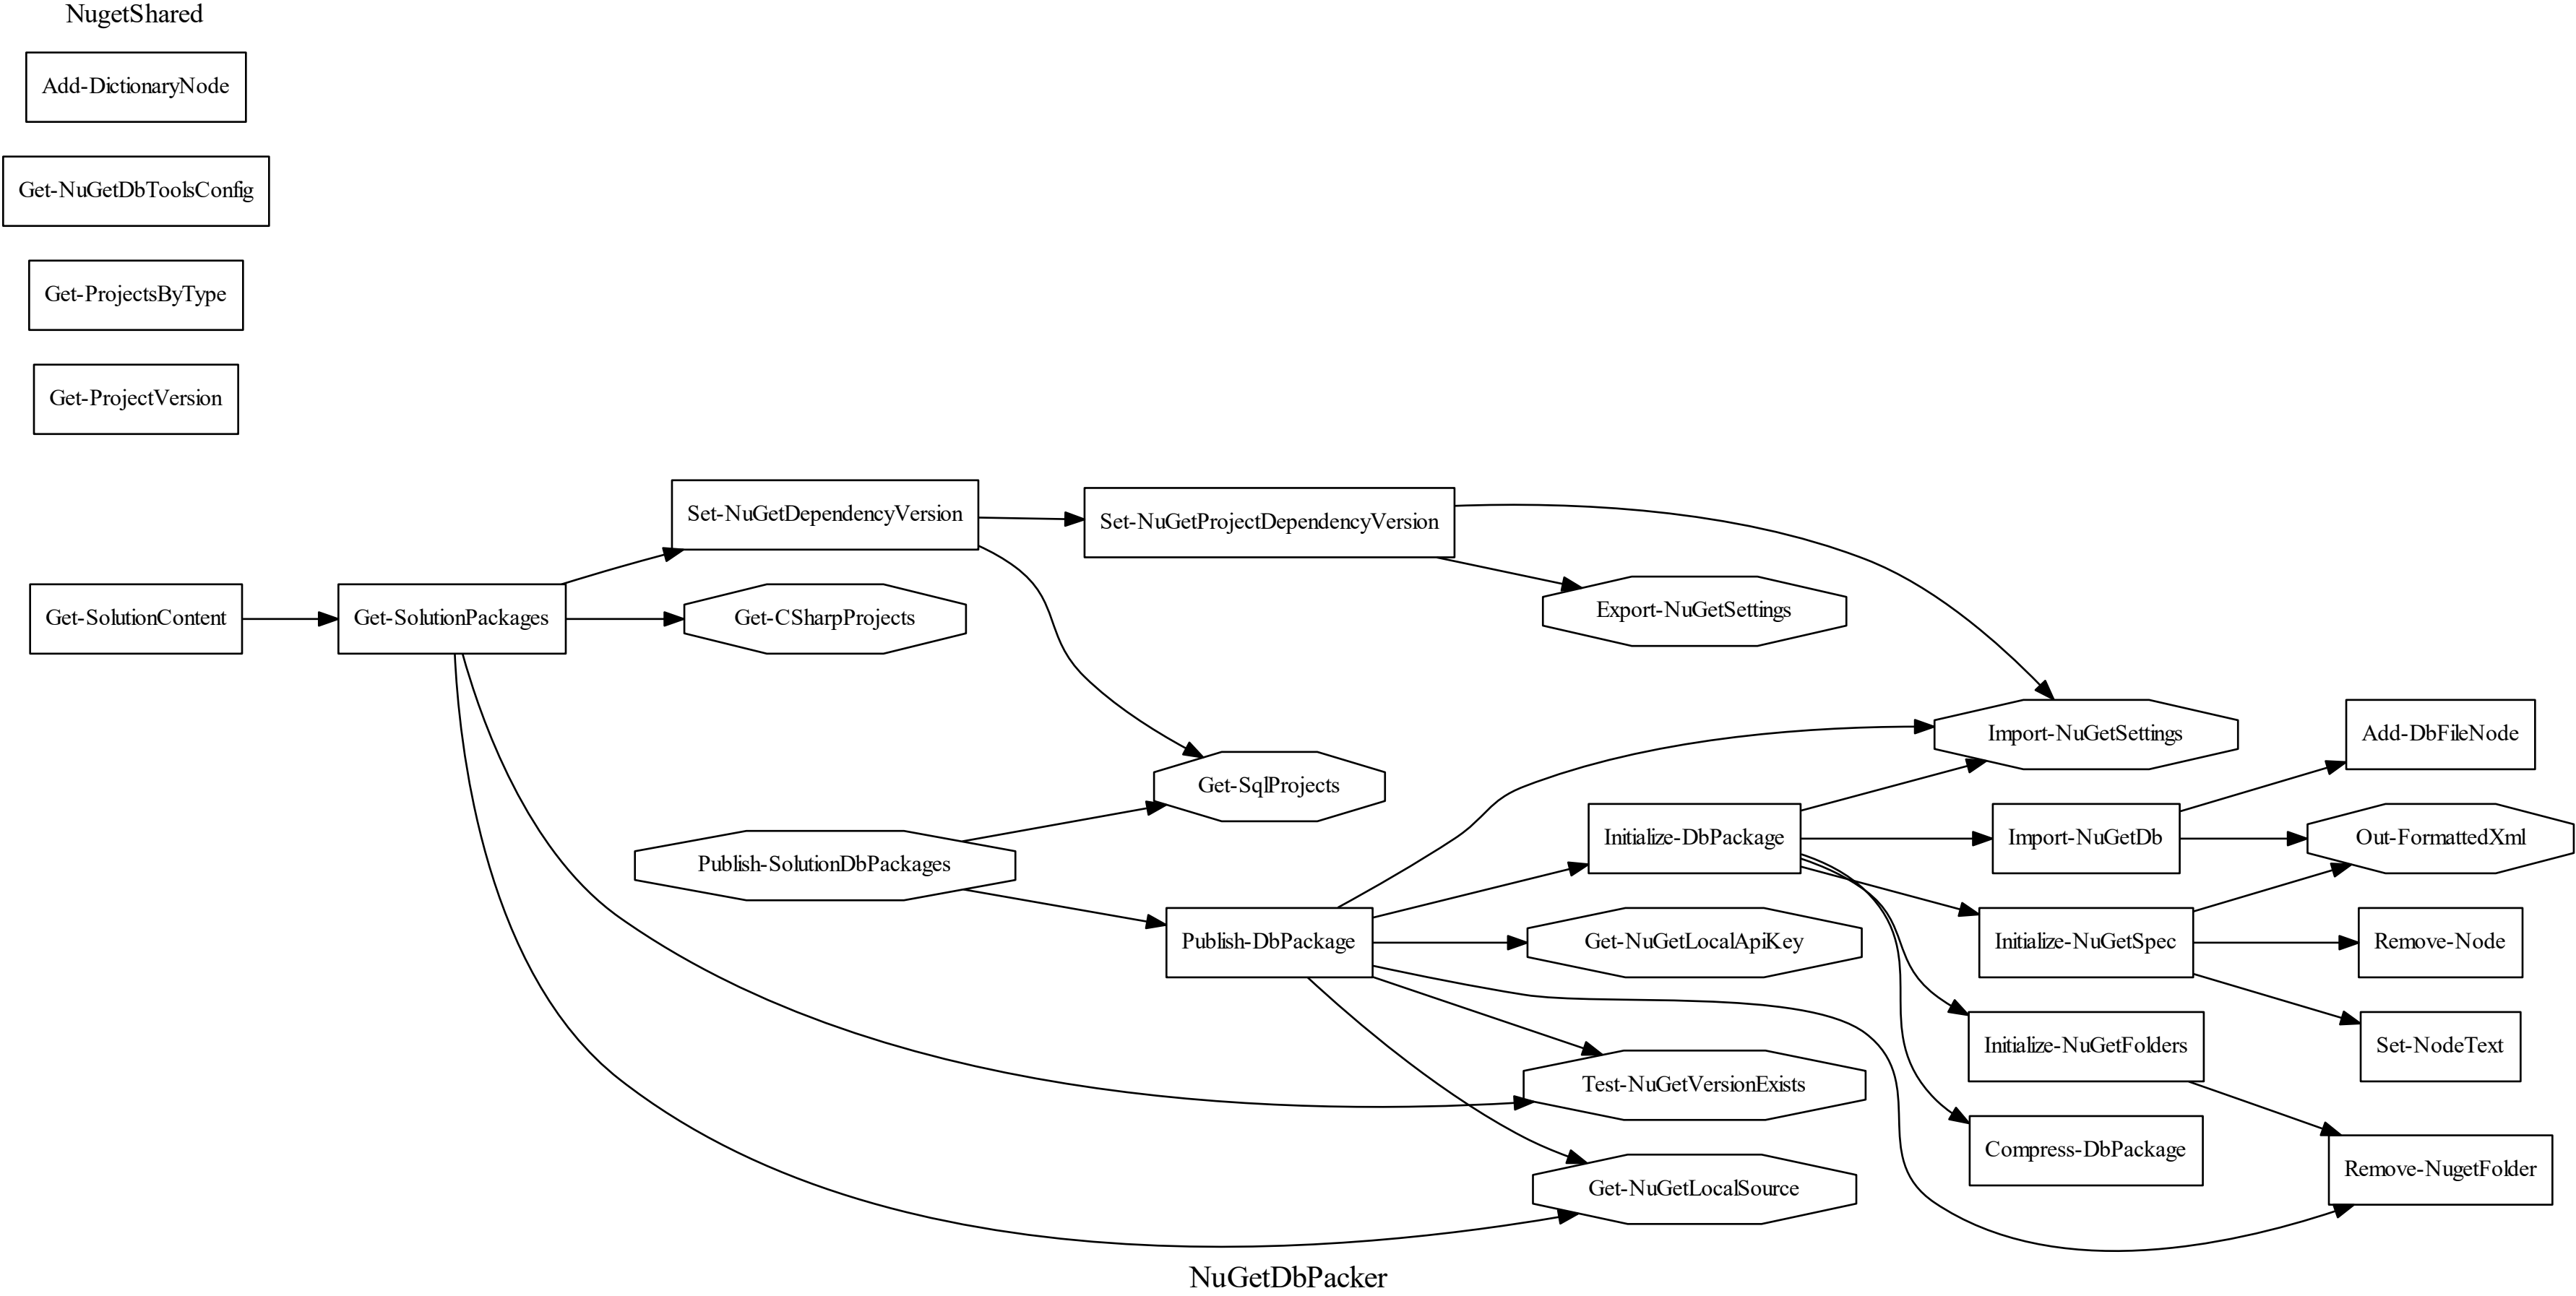 NugetShared
Add-DictionaryNode
Get-NuGetDbToolsConfig
Get-ProjectsByType
Get-ProjectVersion
Get-SolutionContent
Get-SolutionPackages
Set-NuGetDependencyVersion
Get-CSharpProjects
Publish-SolutionDbPackages
Set-NuGetProjectDependencyVersion
Get-SqlProjects
Publish-DbPackage
Export-NuGetSettings
Initialize-DbPackage
Get-NuGetLocalApiKey
Test-NuGetVersionExists
Get-NuGetLocalSource
Import-NuGetSettings
Import-NuGetDb
Initialize-NuGetSpec
Initialize-NuGetFolders
Compress-DbPackage
Add-DbFileNode
Out-FormattedXml
Remove-Node
Set-NodeText
Remove-NugetFolder
NuGetDbPacker